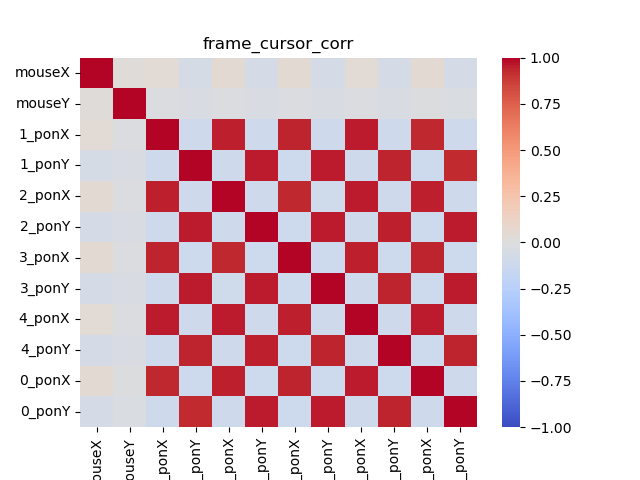 frame_cursor_corr
mouseX
mouseY
1_ponX
1_ponY
2_ponX
2_ponY
3_ponX
3_ponY
4_ponX
4_ponY
0_ponX
0_ponY
ouseX
ouseY
_ponX
_ponY
_ponX
_ponY
_ponX
_ponY
_ponX
_ponY
_ponX
_ponY
1.00
0.75
0.50
0.25
0.00
−0.25
−0.50
−0.75
−1.00